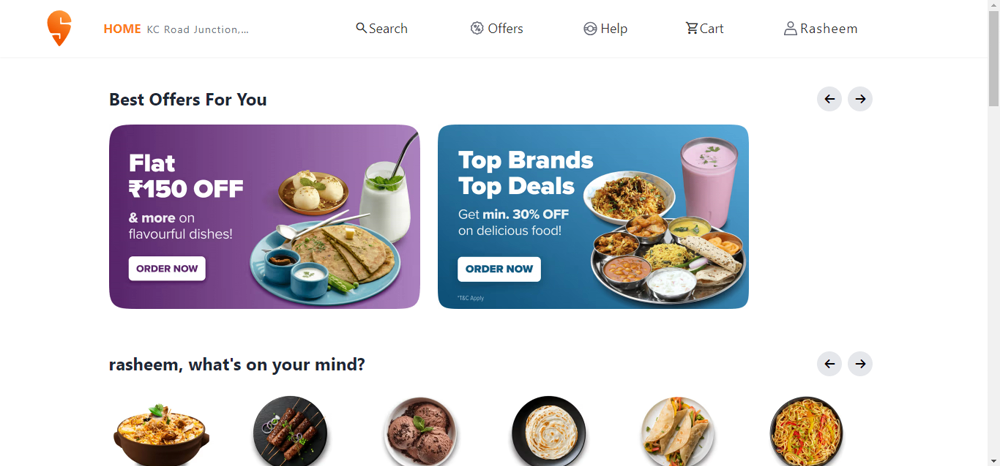 HOME KC Road Junction,... Search Offers Help Cart Rasheem
Best Offers For You
Flat
₹150 OFF
& more on
flavourful dishes!
ORDER NOW
Top Brands
Top Deals
Get min. 30% OFF
on delicious food!
ORDER NOW
*T&C Apply
rasheem, what's on your mind?